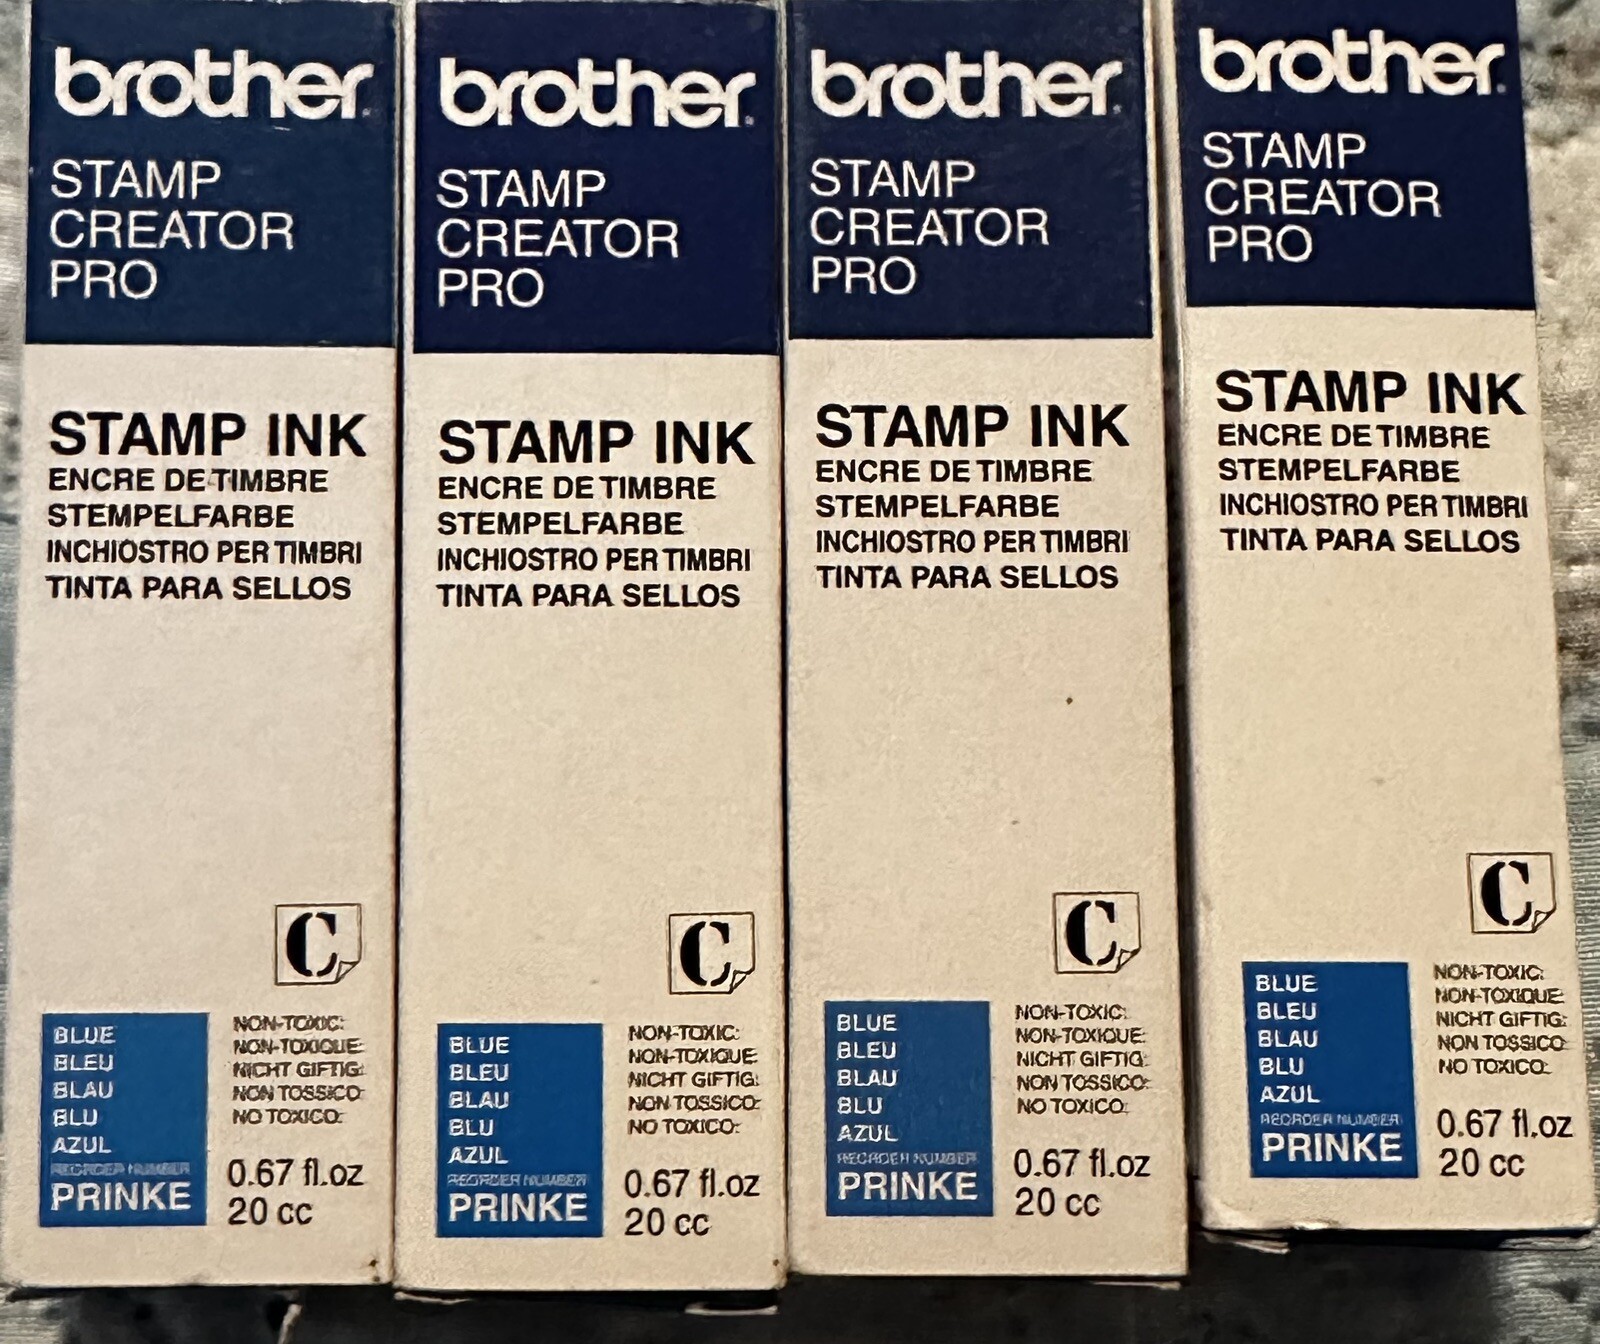 brother
STAMP
CREATOR
PRO
STAMP INK
ENCRE DE TIMBRE
STEMPELFARBE
INCHIOSTRO PER TIMBRI
TINTA PARA SELLOS
C
BLUE
BLEU
BLAU
BLU
AZUL
REORDER NUMBER
PRINKE
NON-TOXIC:
NON-TOXIQUE:
NICHT GIFTIG:
NON TOSSICO:
NO TOXICO:
0.67 fl.oz
20 cc
brother
STAMP
CREATOR
PRO
STAMP INK
ENCRE DE TIMBRE
STEMPELFARBE
INCHIOSTRO PER TIMBRI
TINTA PARA SELLOS
C
BLUE
BLEU
BLAU
BLU
AZUL
REORDER NUMBER
PRINKE
NON-TOXIC:
NON-TOXIQUE:
NICHT GIFTIG:
NON TOSSICO:
NO TOXICO:
0.67 fl.oz
20 cc
brother
STAMP
CREATOR
PRO
STAMP INK
ENCRE DE TIMBRE
STEMPELFARBE
INCHIOSTRO PER TIMBRI
TINTA PARA SELLOS
C
BLUE
BLEU
BLAU
BLU
AZUL
REORDER NUMBER
PRINKE
NON-TOXIC:
NON-TOXIQUE:
NICHT GIFTIG:
NON TOSSICO:
NO TOXICO:
0.67 fl.oz
20 cc
brother
STAMP
CREATOR
PRO
STAMP INK
ENCRE DE TIMBRE
STEMPELFARBE
INCHIOSTRO PER TIMBRI
TINTA PARA SELLOS
C
BLUE
BLEU
BLAU
BLU
AZUL
REORDER NUMBER
PRINKE
NON-TOXIC:
NON-TOXIQUE:
NICHT GIFTIG:
NON TOSSICO:
NO TOXICO:
0.67 fl.oz
20 cc